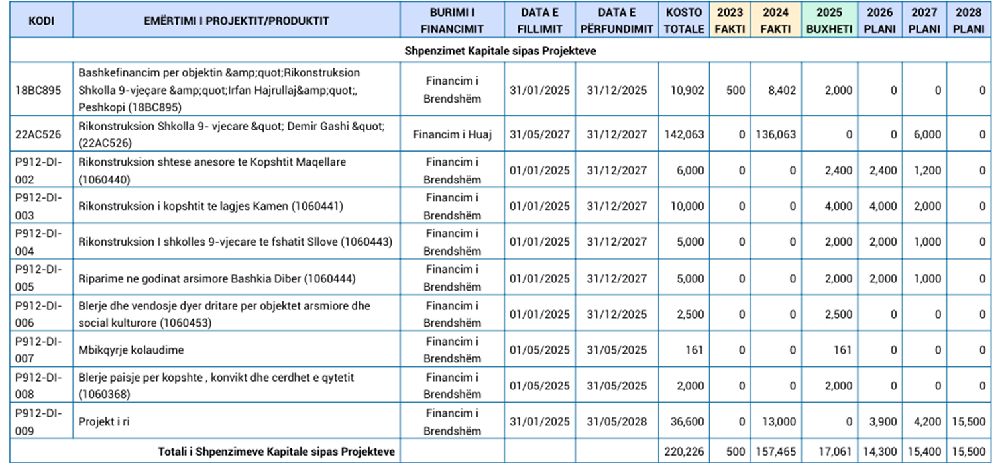 KODI EMËRTIMI I PROJEKTIT/PRODUKTIT BURIMI I FINANCIMIT DATA E FILLIMIT DATA E PËRFUNDIMIT KOSTO TOTALE 2023 FAKTI 2024 FAKTI 2025 BUXHETI 2026 PLANI 2027 PLANI 2028 PLANI
Shpenzimet Kapitale sipas Projekteve
18BC895 Bashkefinancim per objektin &amp;quot;Rikonstruksion Shkolla 9-vjeçare &amp;quot;Irfan Hajrullaj&amp;quot;, Peshkopi (18BC895) Financim i Brendshëm 31/01/2025 31/12/2025 10,902 500 8,402 2,000 0 0 0
22AC526 Rikonstruksion Shkolla 9- vjecare &quot; Demir Gashi &quot; (22AC526) Financim i Huaj 31/05/2027 31/12/2027 142,063 0 136,063 0 0 6,000 0
P912-DI-002 Rikonstruksion shtese anesore te Kopshtit Maqellare (1060440) Financim i Brendshëm 01/01/2025 31/12/2027 6,000 0 0 2,400 2,400 1,200 0
P912-DI-003 Rikonstruksion i kopshtit te lagjes Kamen (1060441) Financim i Brendshëm 01/01/2025 31/12/2027 10,000 0 0 4,000 4,000 2,000 0
P912-DI-004 Rikonstruksion I shkolles 9-vjecare te fshatit Sllove (1060443) Financim i Brendshëm 01/01/2025 31/12/2027 5,000 0 0 2,000 2,000 1,000 0
P912-DI-005 Riparime ne godinat arsimore Bashkia Diber (1060444) Financim i Brendshëm 01/01/2025 31/12/2027 5,000 0 0 2,000 2,000 1,000 0
P912-DI-006 Blerje dhe vendosje dyer dritare per objektet arsmiore dhe social kulturore (1060453) Financim i Brendshëm 01/01/2025 31/12/2025 2,500 0 0 2,500 0 0 0
P912-DI-007 Mbikqyrje kolaudime Financim i Brendshëm 01/05/2025 31/05/2025 161 0 0 161 0 0 0
P912-DI-008 Blerje paisje per kopshte , konvikt dhe cerdhet e qytetit (1060368) Financim i Brendshëm 01/05/2025 31/05/2025 2,000 0 0 2,000 0 0 0
P912-DI-009 Projekt i ri Financim i Brendshëm 31/01/2025 31/05/2028 36,600 0 13,000 0 3,900 4,200 15,500
Totali i Shpenzimeve Kapitale sipas Projekteve 220,226 500 157,465 17,061 14,300 15,400 15,500